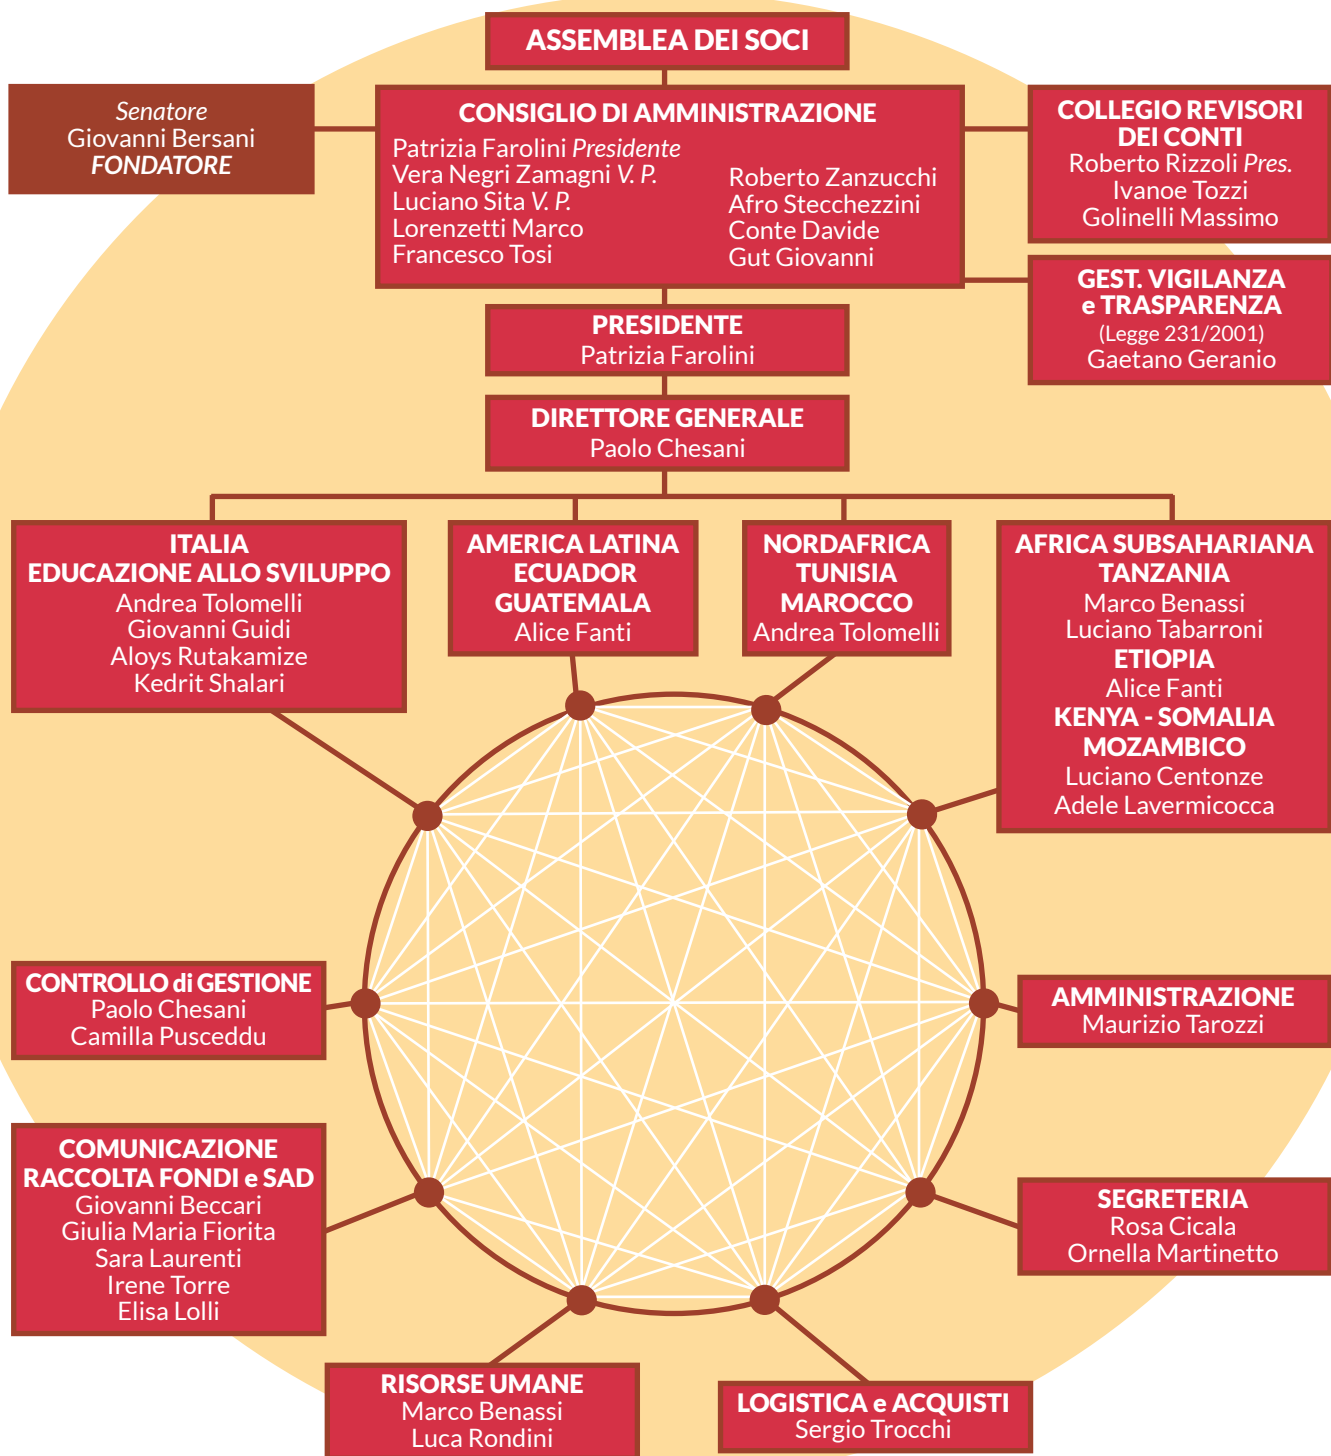 ASSEMBLEA DEI SOCI
Senatore
Giovanni Bersani
FONDATORE
CONSIGLIO DI AMMINISTRAZIONE
Patrizia Farolini Presidente
Vera Negri Zamagni V. P.
Luciano Sita V. P.
Lorenzetti Marco
Francesco Tosi
Roberto Zanzucchi
Afro Stecchezzini
Conte Davide
Gut Giovanni
COLLEGIO REVISORI
DEI CONTI
Roberto Rizzoli Pres.
Ivanoe Tozzi
Golinelli Massimo
GEST. VIGILANZA
e TRASPARENZA
(Legge 231/2001)
Gaetano Geranio
PRESIDENTE
Patrizia Farolini
DIRETTORE GENERALE
Paolo Chesani
ITALIA
EDUCAZIONE ALLO SVILUPPO
Andrea Tolomelli
Giovanni Guidi
Aloys Rutakamize
Kedrit Shalari
AMERICA LATINA
ECUADOR
GUATEMALA
Alice Fanti
NORDAFRICA
TUNISIA
MAROCCO
Andrea Tolomelli
AFRICA SUBSAHARIANA
TANZANIA
Marco Benassi
Luciano Tabarroni
ETIOPIA
Alice Fanti
KENYA - SOMALIA
MOZAMBICO
Luciano Centonze
Adele Lavermicocca
CONTROLLO di GESTIONE
Paolo Chesani
Camilla Pusceddu
AMMINISTRAZIONE
Maurizio Tarozzi
COMUNICAZIONE
RACCOLTA FONDI e SAD
Giovanni Beccari
Giulia Maria Fiorita
Sara Laurenti
Irene Torre
Elisa Lolli
SEGRETERIA
Rosa Cicala
Ornella Martinetto
RISORSE UMANE
Marco Benassi
Luca Rondini
LOGISTICA e ACQUISTI
Sergio Trocchi